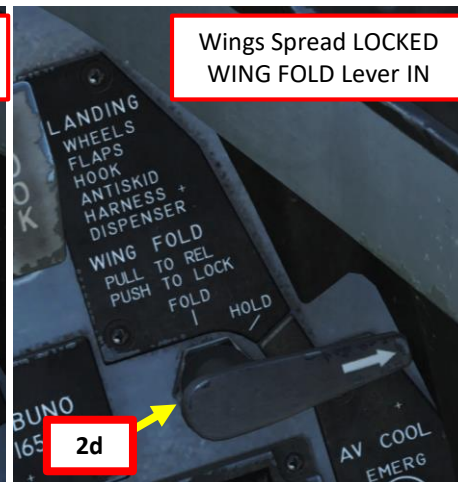 Wings Spread LOCKED
WING FOLD Lever IN
LANDING
WHEELS
FLAPS
HOOK
ANTISKID
HARNESS
DISPENSER
WING FOLD
PULL TO REL
PUSH TO LOCK
FOLD
HOLD
O
K
BUNO
165
2d
AV COOL
EMERG